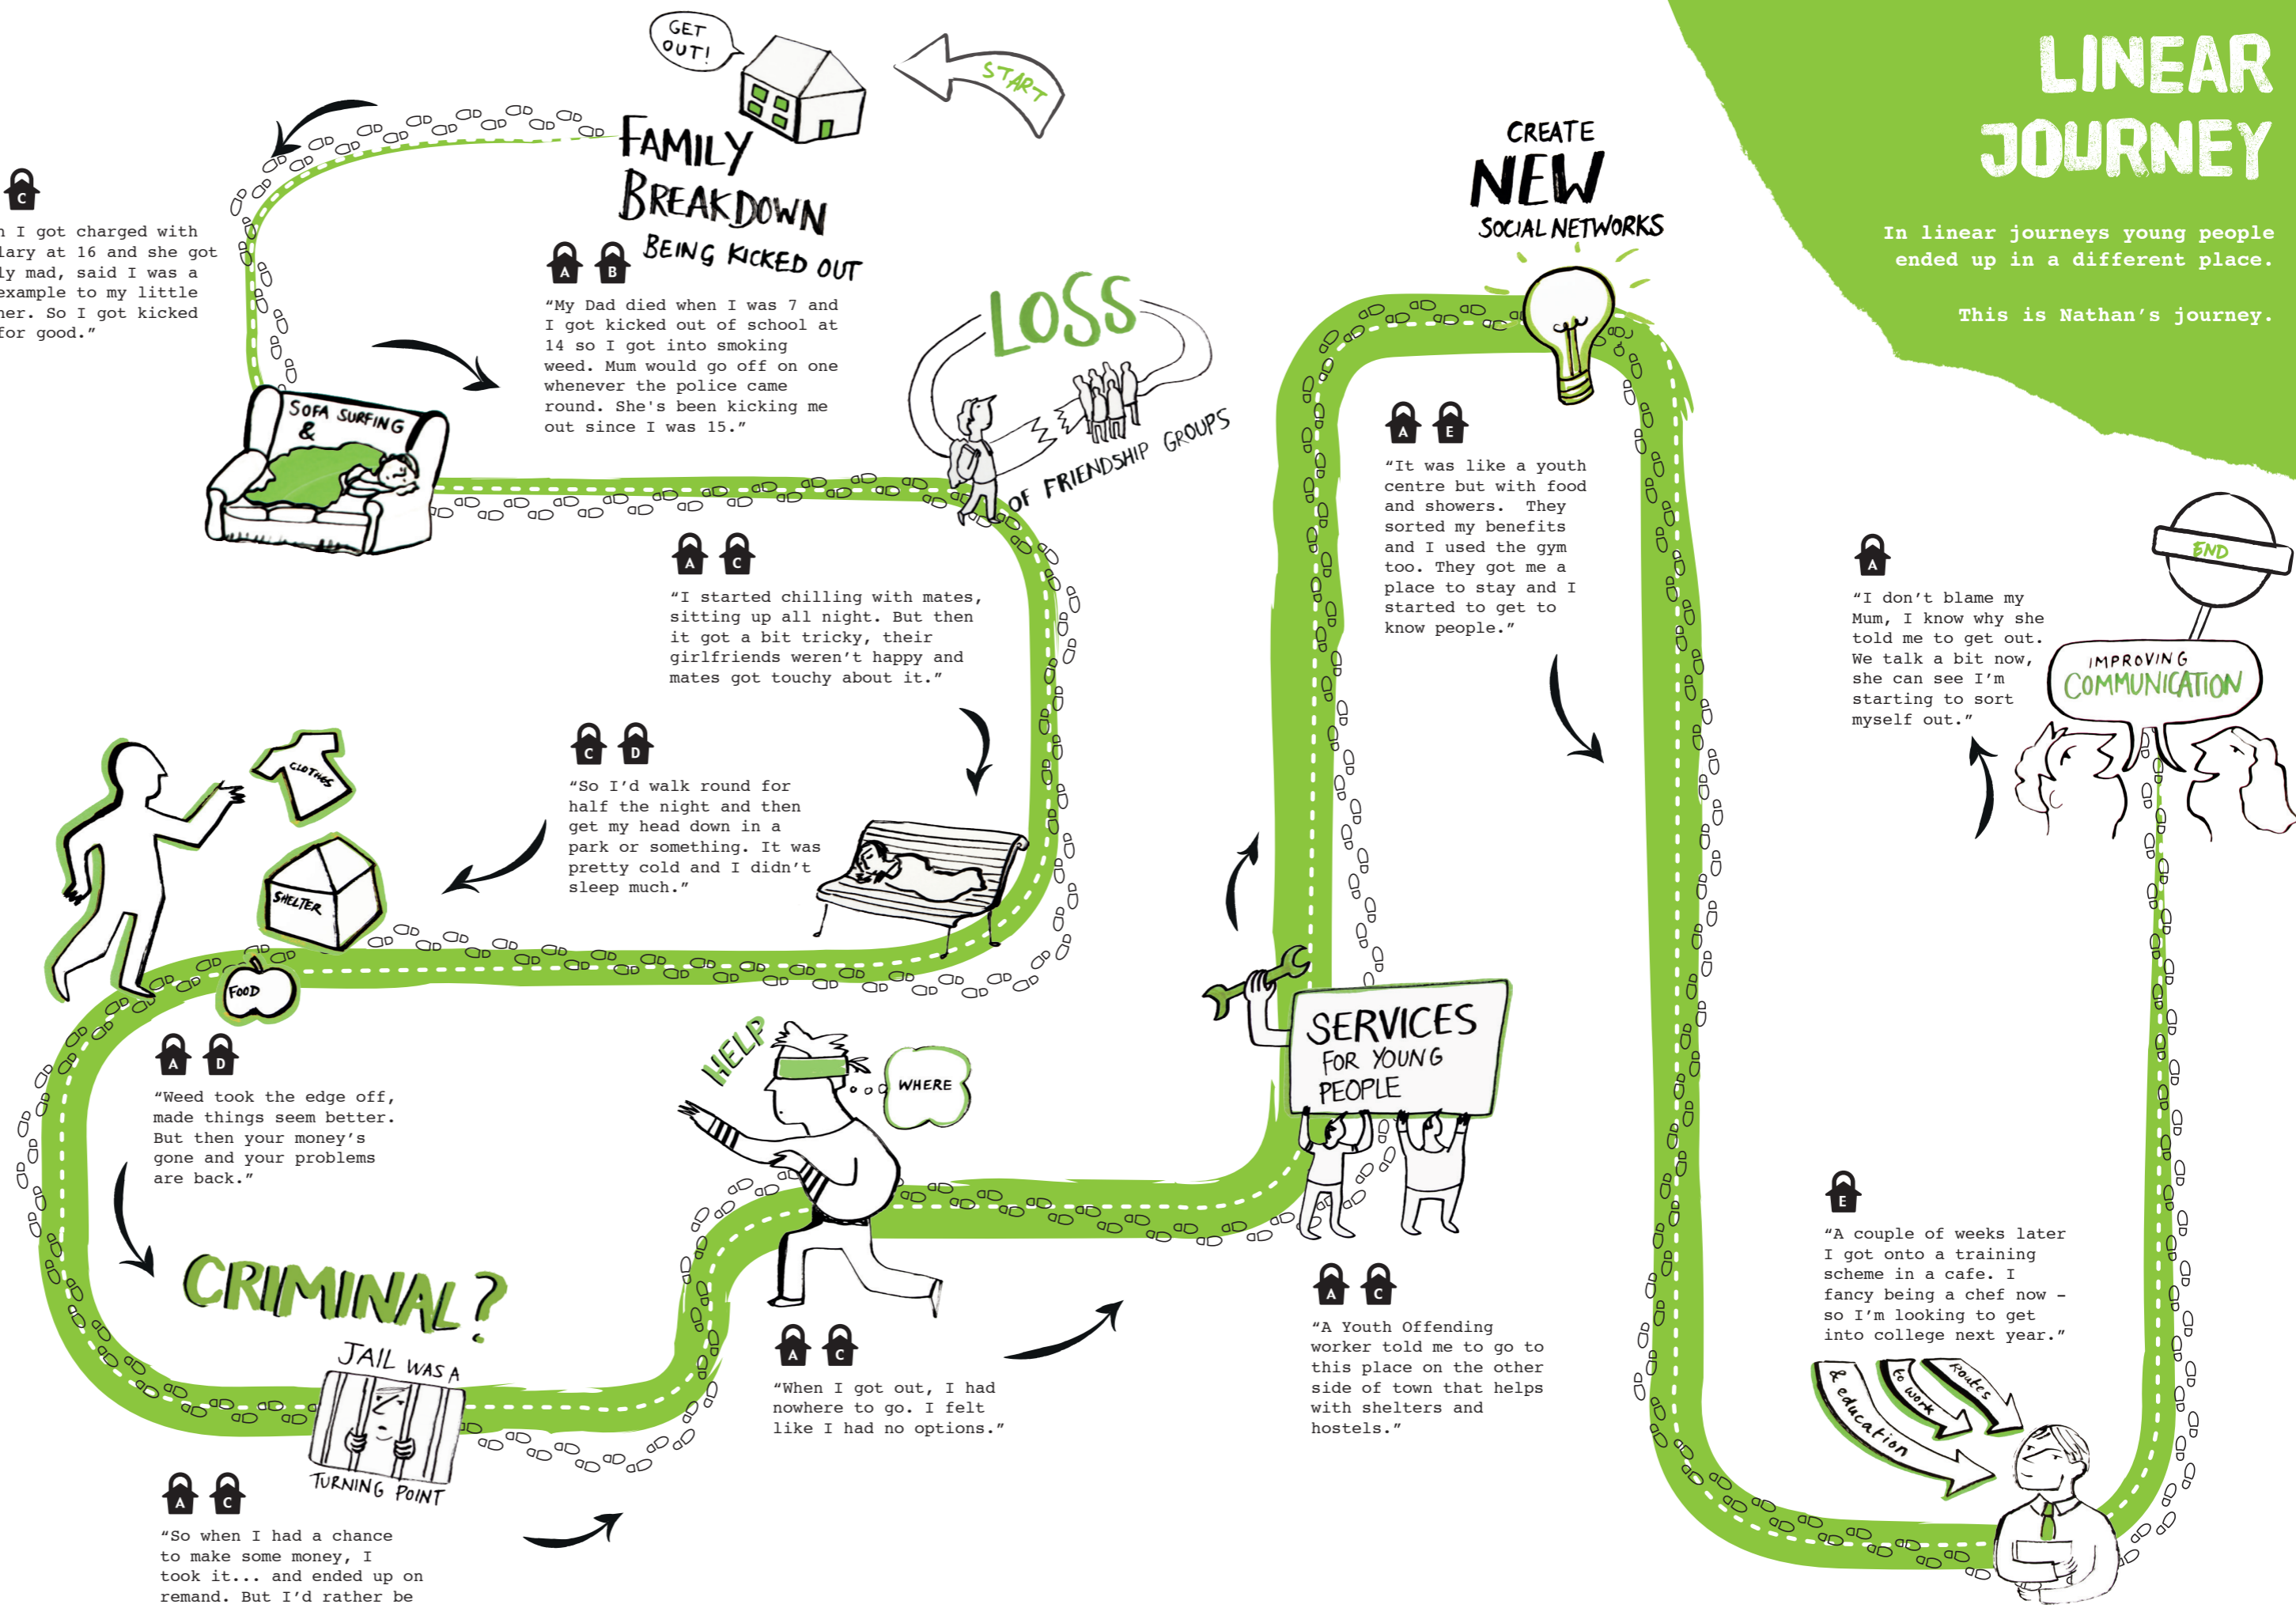 LINEAR
JOURNEY
In linear journeys young people
ended up in a different place.
This is Nathan's journey.
START
GET
OUT!
FAMILY
BREAKDOWN
BEING KICKED OUT
A B
"My Dad died when I was 7 and
I got kicked out of school at
14 so I got into smoking
weed. Mum would go off on one
whenever the police came
round. She's been kicking me
out since I was 15."
C
I got charged with
at 16 and she got
mad, said I was a
example to my little
So I got kicked
for good."
SOFA SURFING
&
LOSS
OF FRIENDSHIP GROUPS
A C
"I started chilling with mates,
sitting up all night. But then
it got a bit tricky, their
girlfriends weren't happy and
mates got touchy about it."
C D
"So I'd walk round for
half the night and then
get my head down in a
park or something. It was
pretty cold and I didn't
sleep much."
CLOTHES
SHELTER
FOOD
A D
"Weed took the edge off,
made things seem better.
But then your money's
gone and your problems
are back."
CRIMINAL?
JAIL WAS A
TURNING POINT
A C
"So when I had a chance
to make some money, I
took it... and ended up on
remand. But I'd rather be
HELP
WHERE
A C
"When I got out, I had
nowhere to go. I felt
like I had no options."
SERVICES
FOR YOUNG
PEOPLE
A C
"A Youth Offending
worker told me to go to
this place on the other
side of town that helps
with shelters and
hostels."
CREATE
NEW
SOCIAL NETWORKS
A E
"It was like a youth
centre but with food
and showers. They
sorted my benefits
and I used the gym
too. They got me a
place to stay and I
started to get to
know people."
E
"A couple of weeks later
I got onto a training
scheme in a cafe. I
fancy being a chef now –
so I'm looking to get
into college next year."
Routes
to work
& education
A
"I don't blame my
Mum, I know why she
told me to get out.
We talk a bit now,
she can see I'm
starting to sort
myself out."
IMPROVING
COMMUNICATION
END